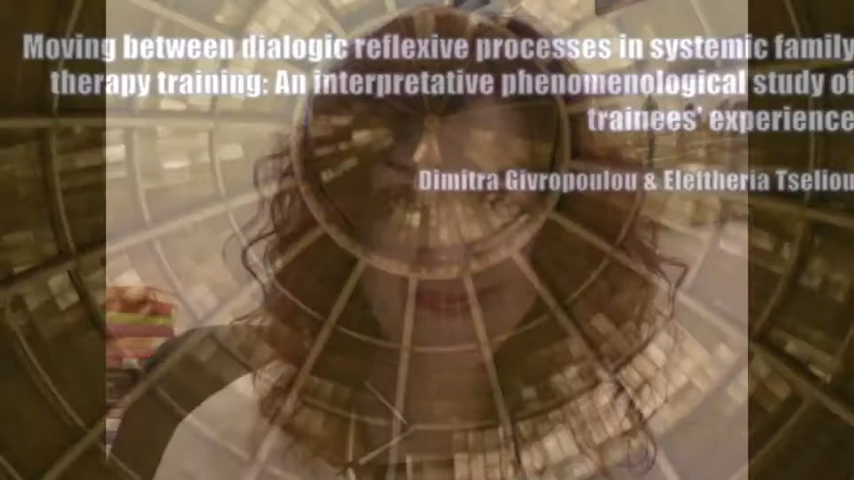 Moving between dialogic reflexive processes in systemic family
therapy training: An interpretative phenomenological study of
trainees' experience
Dimitra Givropoulou & Eleftheria Tseliou